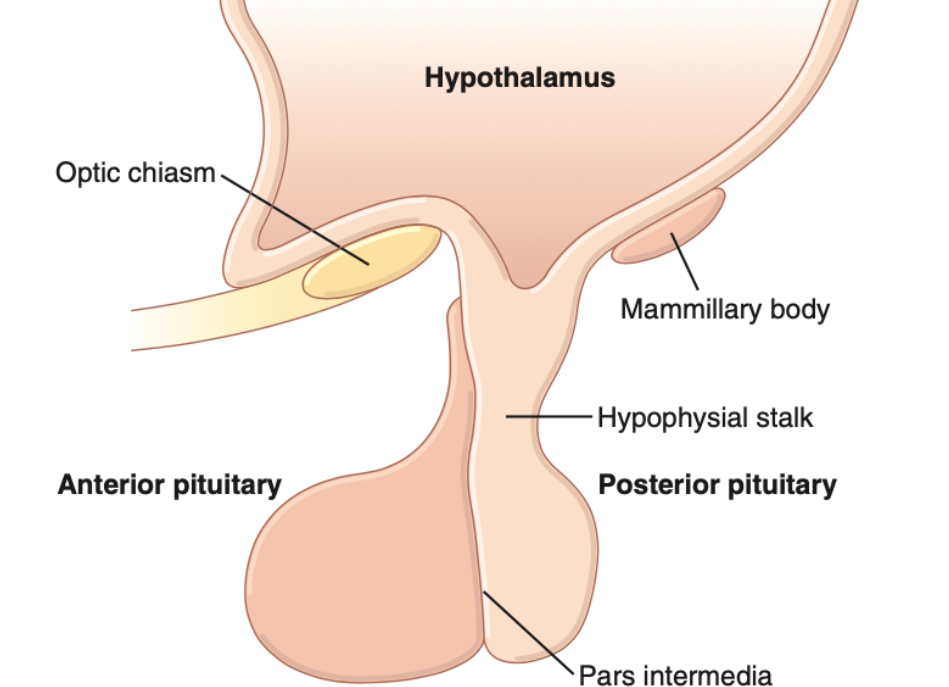 Hypothalamus
Optic chiasm
Mammillary body
Hypophysial stalk
Anterior pituitary
Posterior pituitary
Pars intermedia